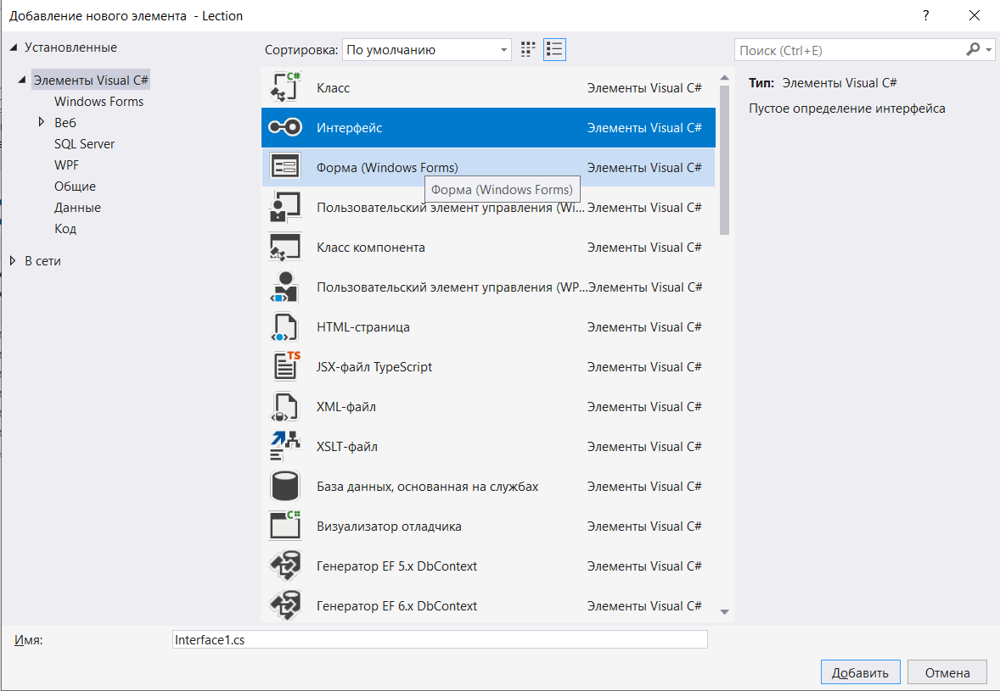 Добавление нового элемента - Lection
?
Установленные
Элементы Visual C#
Windows Forms
Веб
SQL Server
WPF
Общие
Данные
Код
В сети
Сортировка: По умолчанию
C# Класс Элементы Visual C#
Интерфейс Элементы Visual C#
Форма (Windows Forms) Элементы Visual C#
Форма (Windows Forms)
Пользовательский элемент управления (Wi... Элементы Visual C#
Класс компонента Элементы Visual C#
Пользовательский элемент управления (WP... Элементы Visual C#
HTML-страница Элементы Visual C#
TS JSX-файл TypeScript Элементы Visual C#
XML-файл Элементы Visual C#
XSLT-файл Элементы Visual C#
База данных, основанная на службах Элементы Visual C#
C# Визуализатор отладчика Элементы Visual C#
Генератор EF 5.x DbContext Элементы Visual C#
Генератор EF 6.x DbContext Элементы Visual C#
Поиск (Ctrl+E)
Тип: Элементы Visual C#
Пустое определение интерфейса
Имя: Interface1.cs
Добавить Отмена